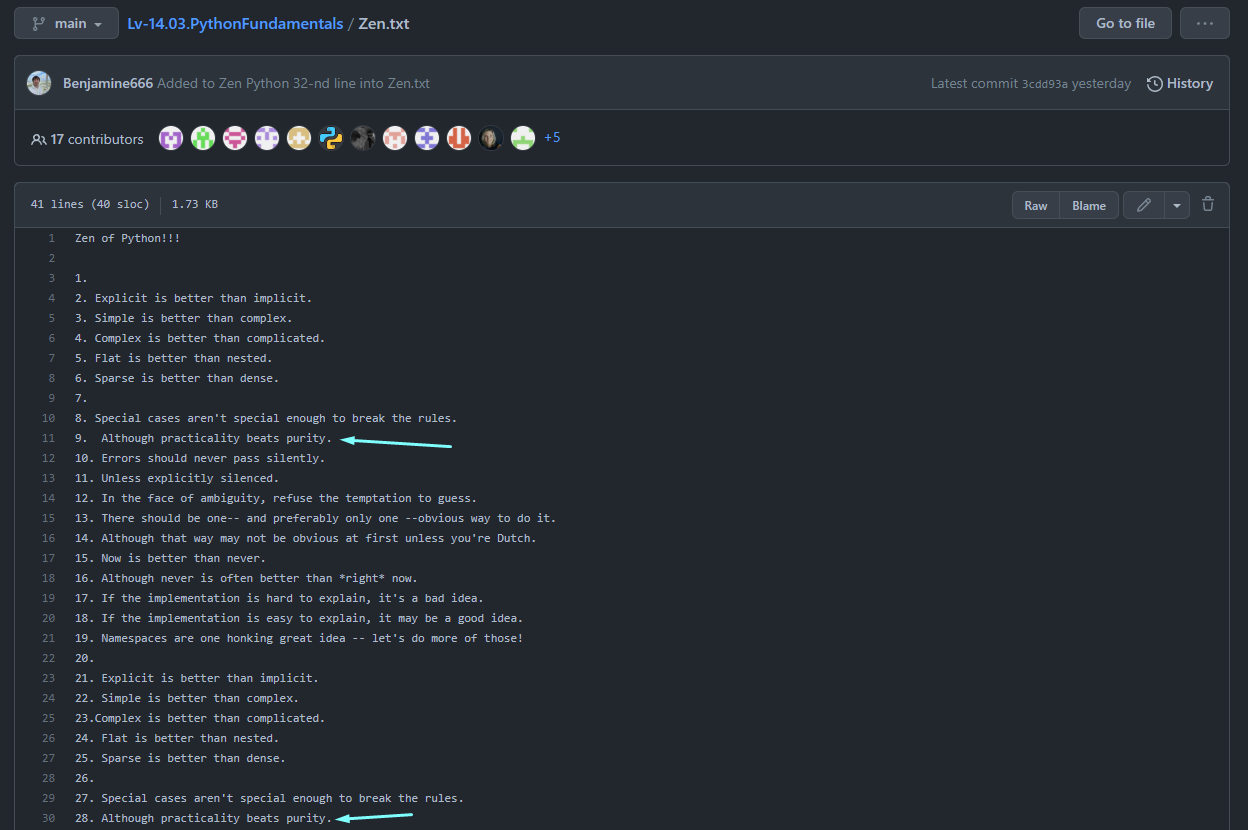 main Lv-14.03.PythonFundamentals / Zen.txt Go to file ...
Benjamine666 Added to Zen Python 32-nd line into Zen.txt Latest commit 3cdd93a yesterday History
17 contributors +5
41 lines (40 sloc) 1.73 KB Raw Blame
1 Zen of Python!!!
2
3 1.
4 2. Explicit is better than implicit.
5 3. Simple is better than complex.
6 4. Complex is better than complicated.
7 5. Flat is better than nested.
8 6. Sparse is better than dense.
9 7.
10 8. Special cases aren't special enough to break the rules.
11 9.  Although practicality beats purity.
12 10. Errors should never pass silently.
13 11. Unless explicitly silenced.
14 12. In the face of ambiguity, refuse the temptation to guess.
15 13. There should be one-- and preferably only one --obvious way to do it.
16 14. Although that way may not be obvious at first unless you're Dutch.
17 15. Now is better than never.
18 16. Although never is often better than *right* now.
19 17. If the implementation is hard to explain, it's a bad idea.
20 18. If the implementation is easy to explain, it may be a good idea.
21 19. Namespaces are one honking great idea -- let's do more of those!
22 20.
23 21. Explicit is better than implicit.
24 22. Simple is better than complex.
25 23.Complex is better than complicated.
26 24. Flat is better than nested.
27 25. Sparse is better than dense.
28 26.
29 27. Special cases aren't special enough to break the rules.
30 28. Although practicality beats purity.